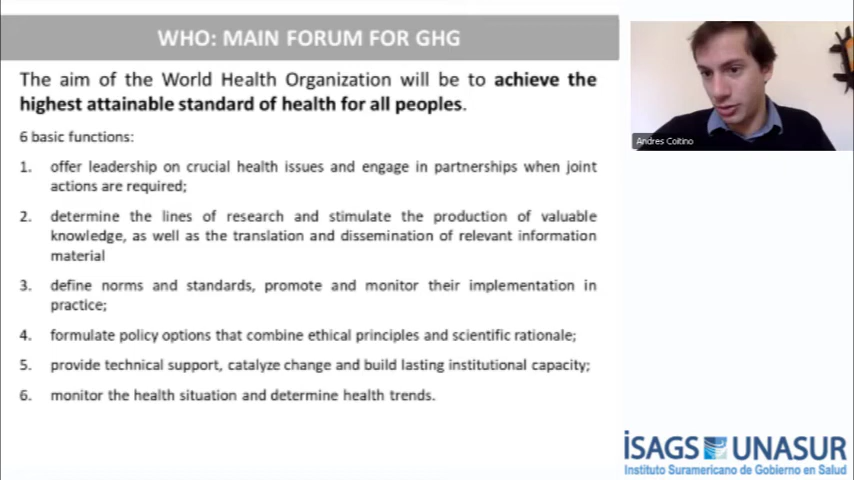 WHO: MAIN FORUM FOR GHG
The aim of the World Health Organization will be to achieve the
highest attainable standard of health for all peoples.
6 basic functions:
1. offer leadership on crucial health issues and engage in partnerships when joint
actions are required;
2. determine the lines of research and stimulate the production of valuable
knowledge, as well as the translation and dissemination of relevant information
material
3. define norms and standards, promote and monitor their implementation in
practice;
4. formulate policy options that combine ethical principles and scientific rationale;
5. provide technical support, catalyze change and build lasting institutional capacity;
6. monitor the health situation and determine health trends.
Andres Coitino
iSAGS UNASUR
Instituto Suramericano de Gobierno en Salud